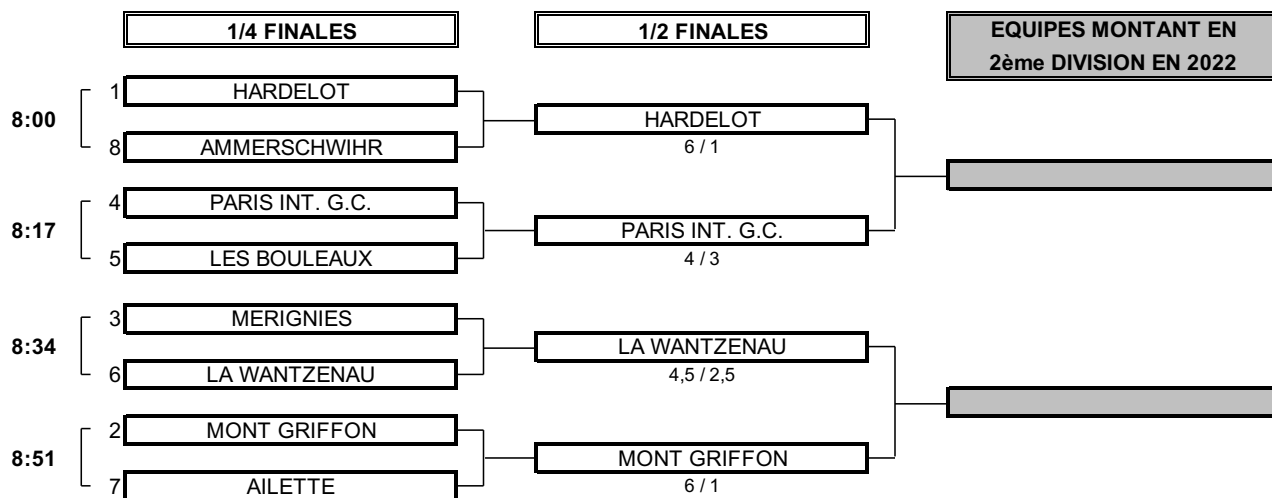 1/4 FINALES
1/2 FINALES
EQUIPES MONTANT EN
2ème DIVISION EN 2022
8:00
1 HARDELOT
8 AMMERSCHWIHR
HARDELOT
6 / 1
8:17
4 PARIS INT. G.C.
5 LES BOULEAUX
PARIS INT. G.C.
4 / 3
8:34
3 MERIGNIES
6 LA WANTZENAU
LA WANTZENAU
4,5 / 2,5
8:51
2 MONT GRIFFON
7 AILETTE
MONT GRIFFON
6 / 1